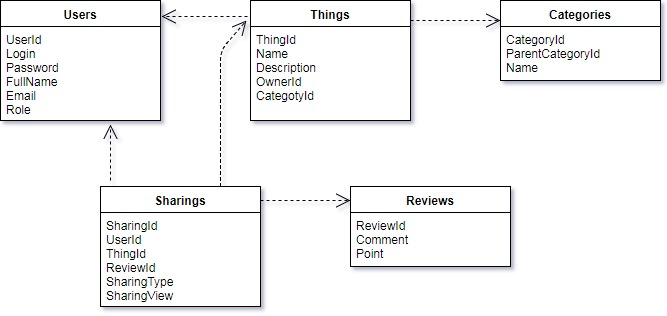 Users
UserId
Login
Password
FullName
Email
Role
Things
ThingId
Name
Description
OwnerId
CategotyId
Categories
CategoryId
ParentCategoryId
Name
Sharings
SharingId
UserId
ThingId
ReviewId
SharingType
SharingView
Reviews
ReviewId
Comment
Point